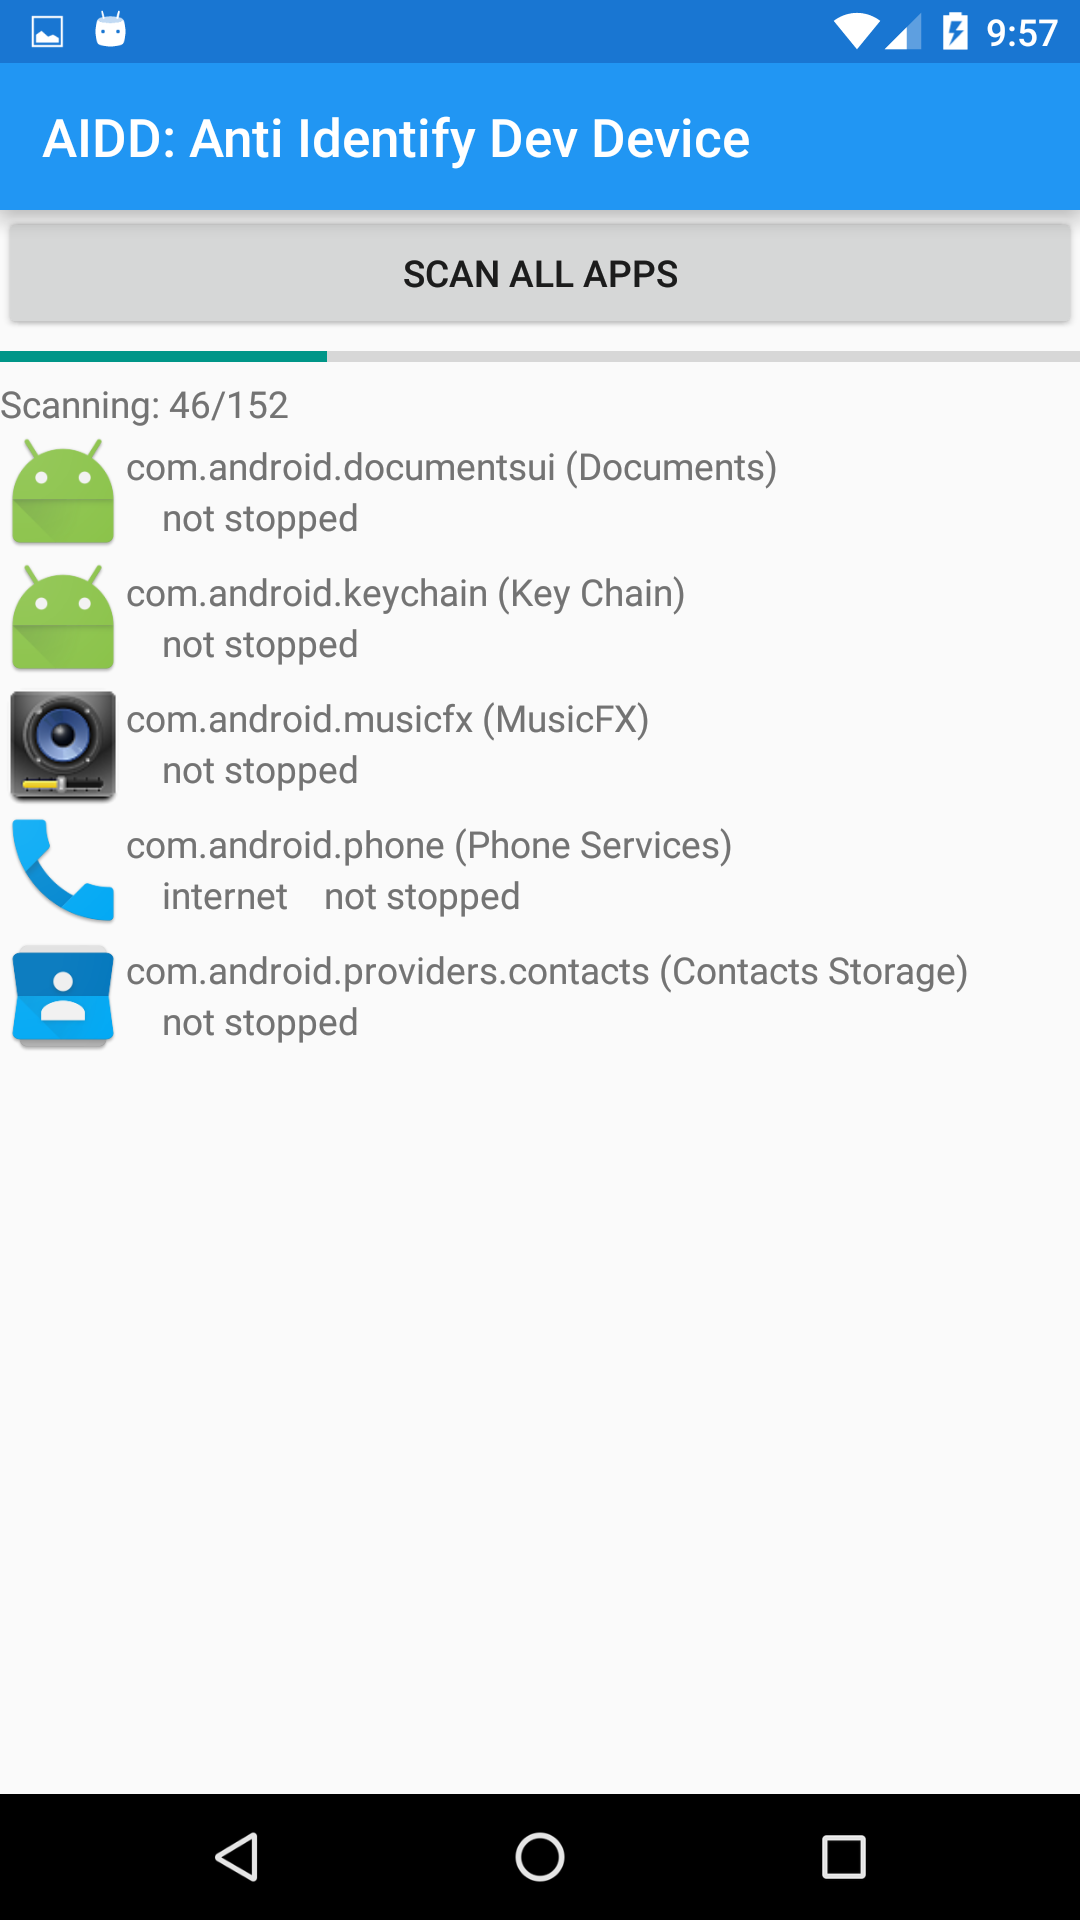 9:57
AIDD: Anti Identify Dev Device
SCAN ALL APPS
Scanning: 46/152
com.android.documentsui (Documents)
not stopped
com.android.keychain (Key Chain)
not stopped
com.android.musicfx (MusicFX)
not stopped
com.android.phone (Phone Services)
internet not stopped
com.android.providers.contacts (Contacts Storage)
not stopped